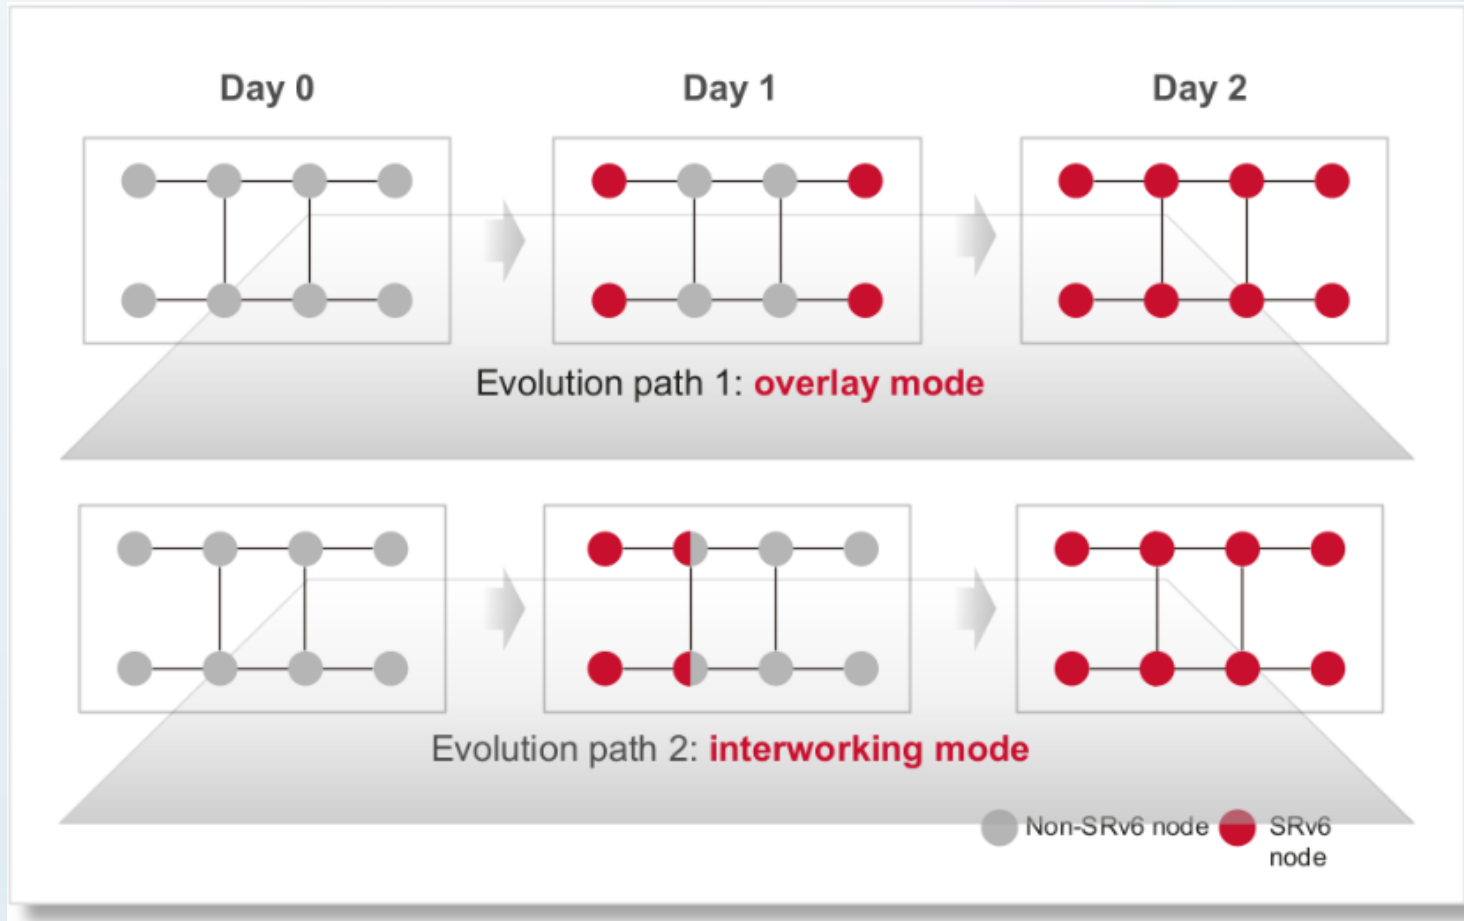 Day 0
Day 1
Day 2
Evolution path 1: overlay mode
Evolution path 2: interworking mode
Non-SRv6 node
SRv6
node